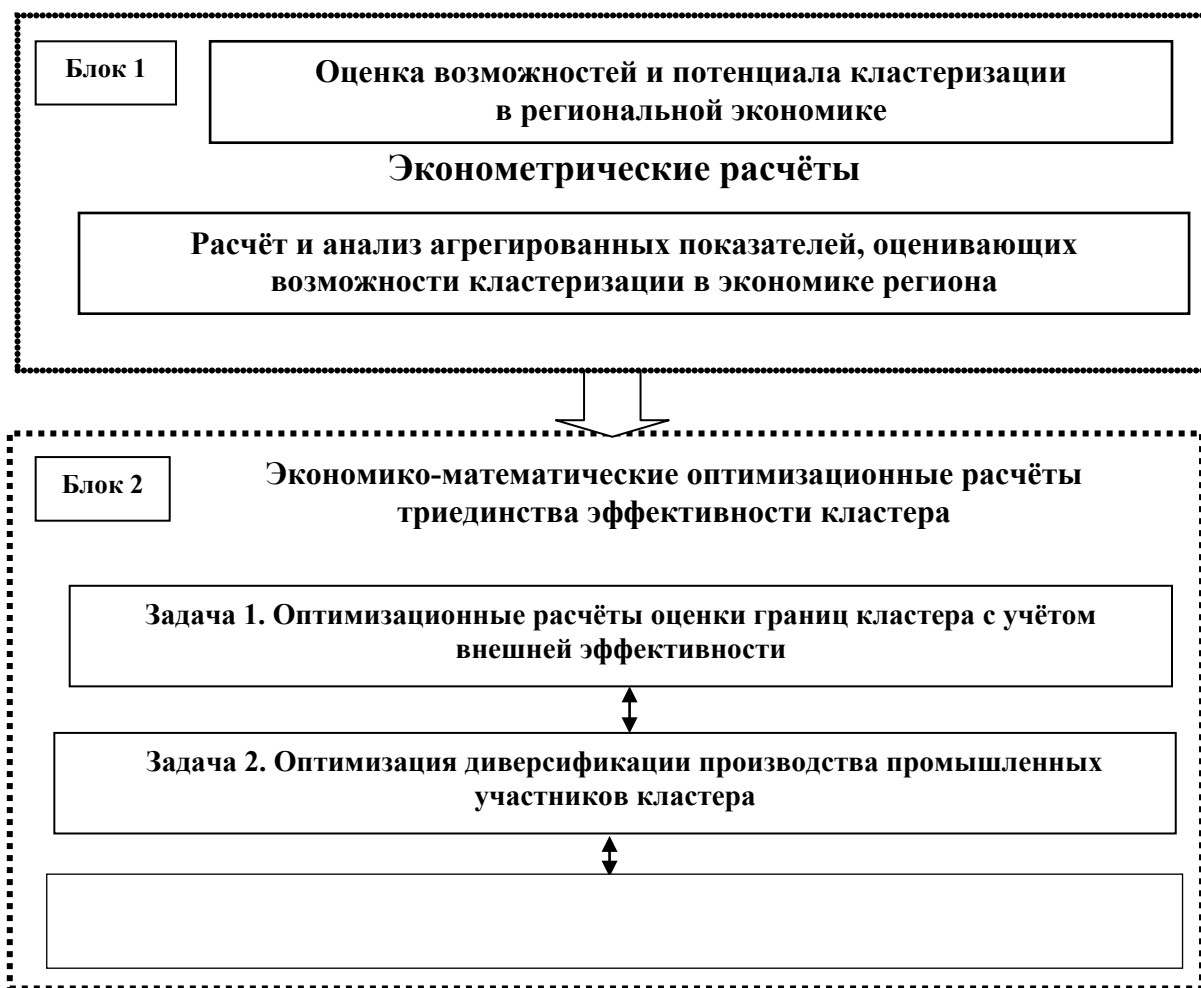 Блок 1
Оценка возможностей и потенциала кластеризации
в региональной экономике
Эконометрические расчёты
Расчёт и анализ агрегированных показателей, оценивающих
возможности кластеризации в экономике региона
Блок 2
Экономико-математические оптимизационные расчёты
триединства эффективности кластера
Задача 1. Оптимизационные расчёты оценки границ кластера с учётом
внешней эффективности
Задача 2. Оптимизация диверсификации производства промышленных
участников кластера